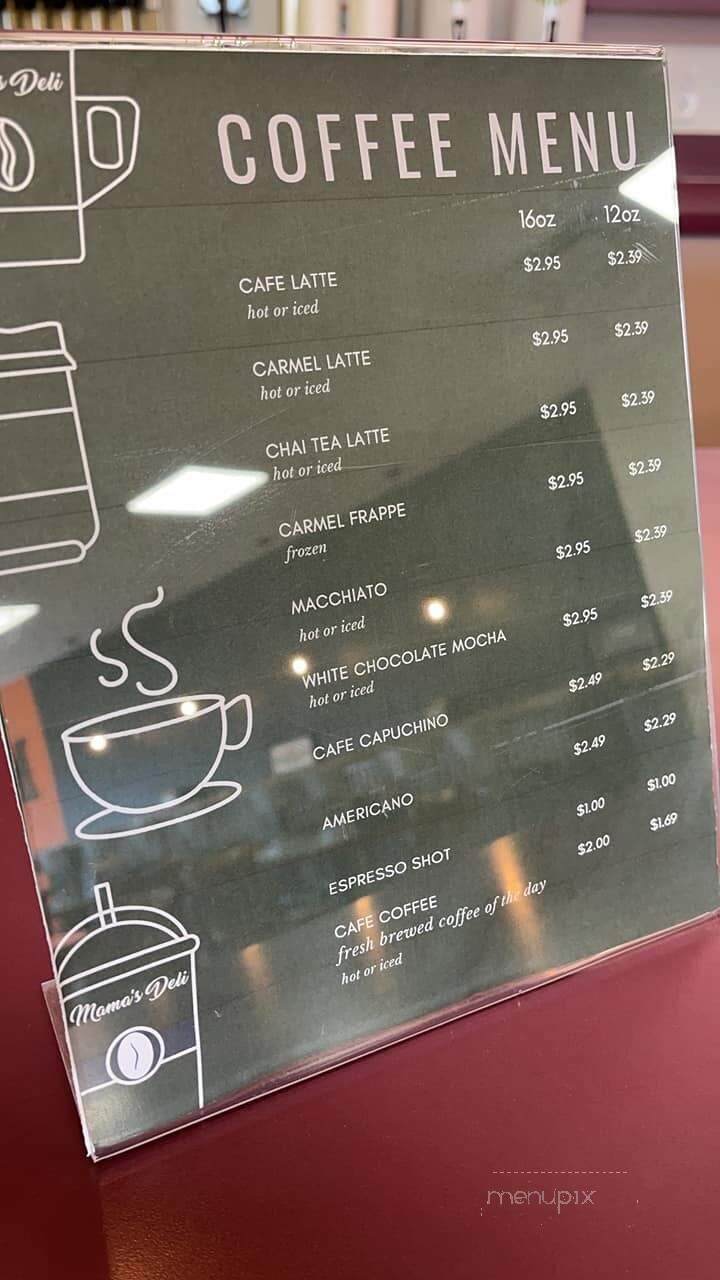 s Deli
COFFEE MENU
16oz 12oz
CAFE LATTE $2.95 $2.39
hot or iced
CARMEL LATTE $2.95 $2.39
hot or iced
CHAI TEA LATTE $2.95 $2.39
hot or iced
CARMEL FRAPPE $2.95 $2.39
frozen
MACCHIATO $2.95 $2.39
hot or iced
WHITE CHOCOLATE MOCHA $2.95 $2.39
hot or iced
CAFE CAPUCHINO $2.49 $2.29
AMERICANO $2.49 $2.29
ESPRESSO SHOT $1.00 $1.00
CAFE COFFEE $2.00 $1.69
fresh brewed coffee of the day
hot or iced
Mama's Deli
menupix